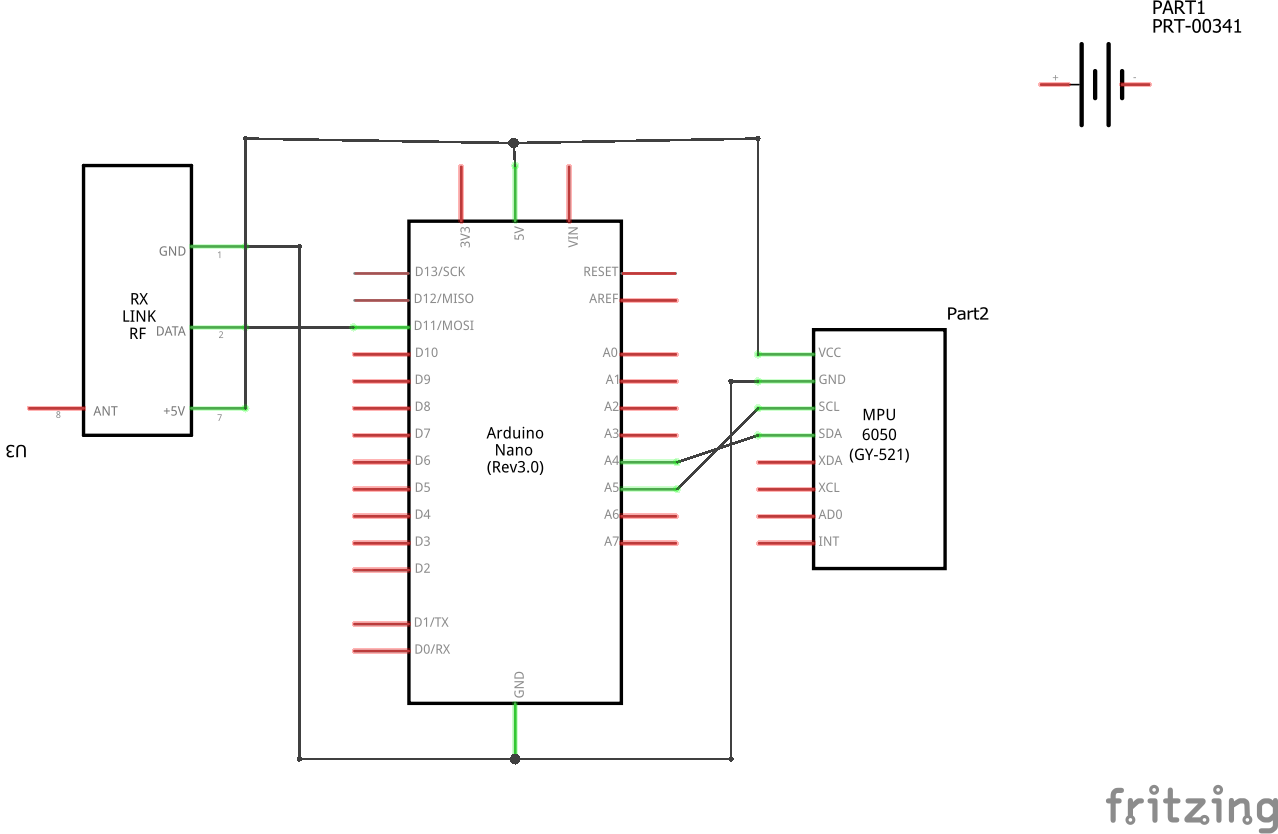 PART1
PRT-00341
+
-
3V3
5V
VIN
GND
1
RX
LINK
RF
DATA
2
ANT
8
+5V
7
U3
D13/SCK
D12/MISO
D11/MOSI
D10
D9
D8
D7
D6
D5
D4
D3
D2
D1/TX
D0/RX
Arduino
Nano
(Rev3.0)
RESET
AREF
A0
A1
A2
A3
A4
A5
A6
A7
GND
Part2
VCC
GND
SCL
SDA
XDA
XCL
AD0
INT
MPU
6050
(GY-521)
fritzing